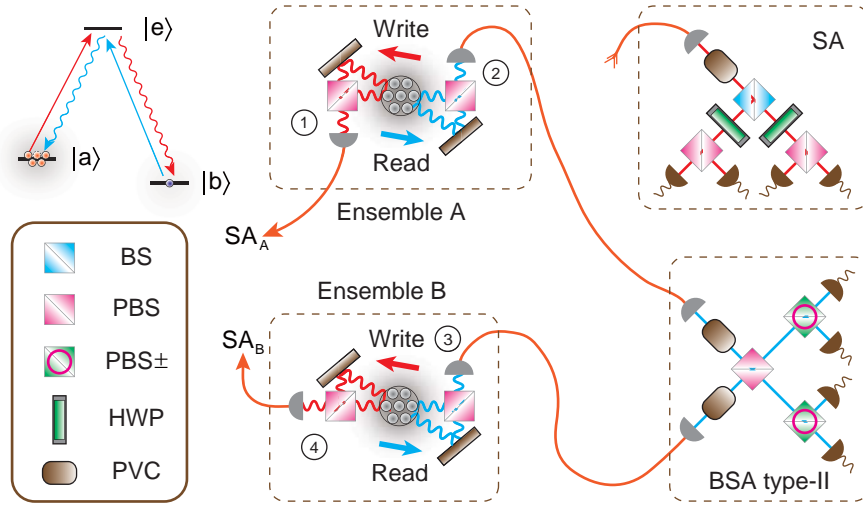 |e⟩
|a⟩
|b⟩
Write
1
2
Read
Ensemble A
SA_A
SA
BS
PBS
PBS±
HWP
PVC
Ensemble B
SA_B
Write
3
4
Read
BSA type-II